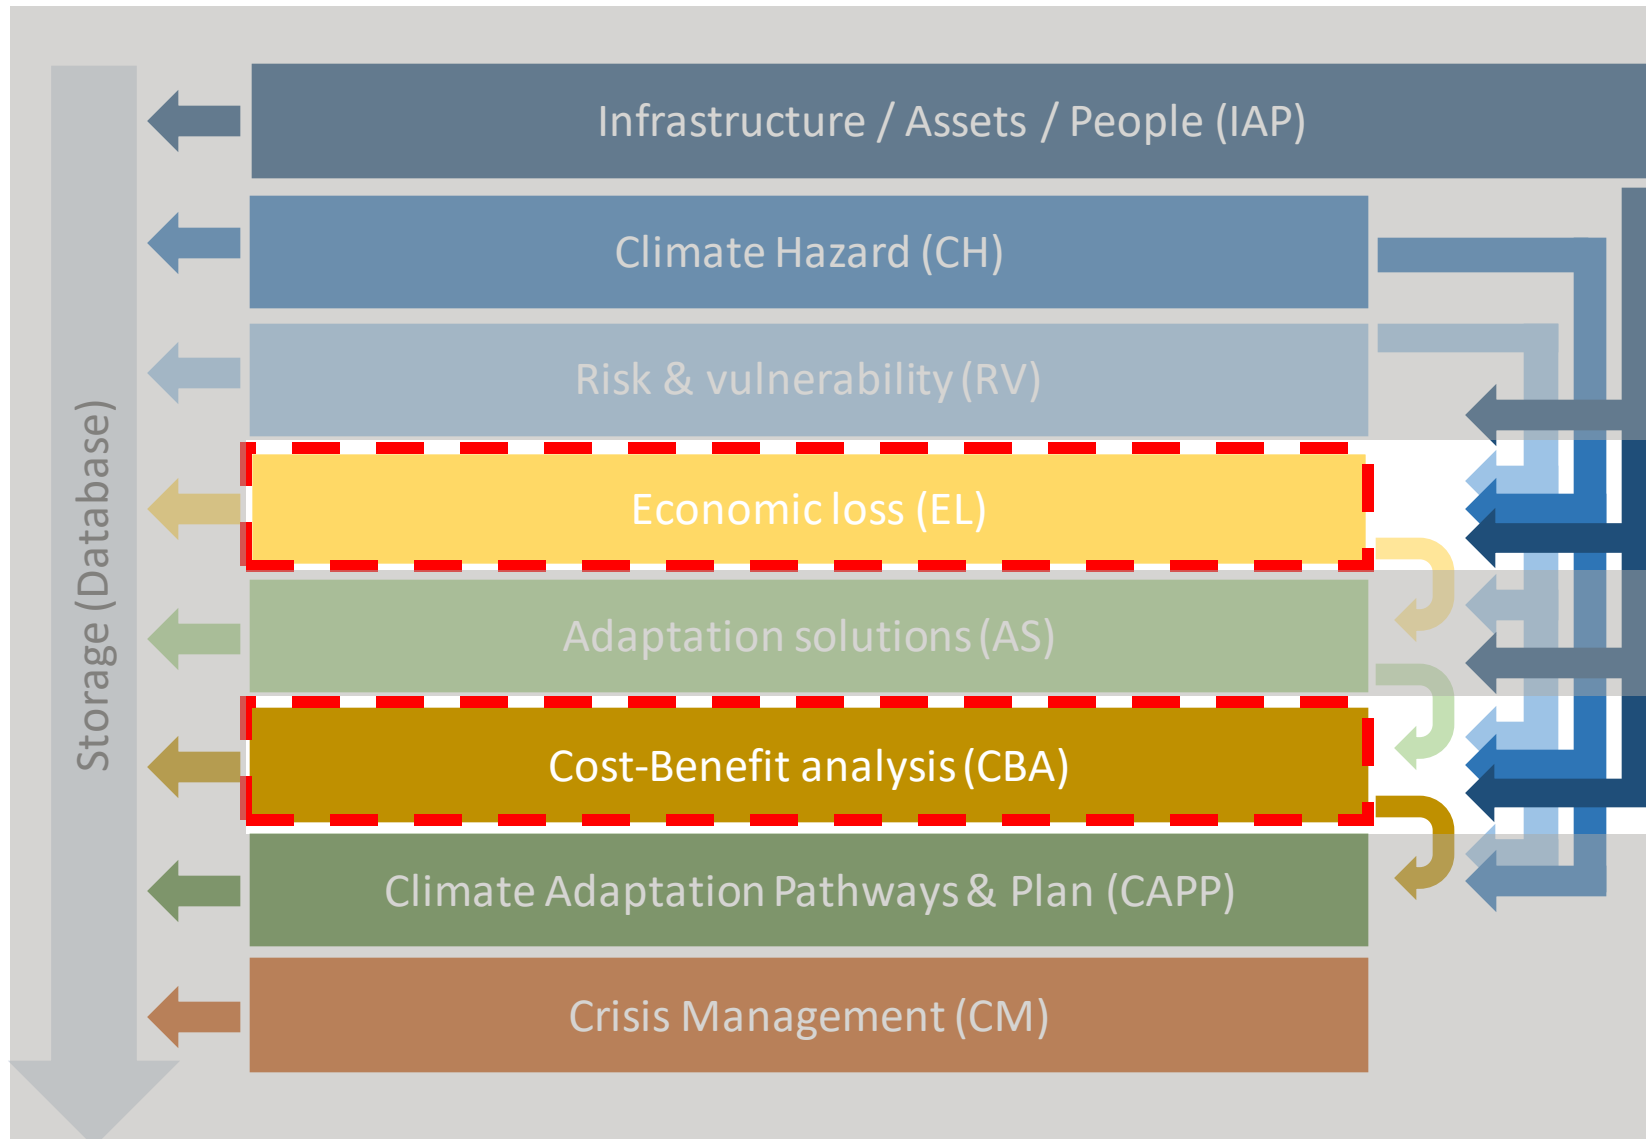 Infrastructure / Assets / People (IAP)
Climate Hazard (CH)
Risk & vulnerability (RV)
Economic loss (EL)
Adaptation solutions (AS)
Cost-Benefit analysis (CBA)
Climate Adaptation Pathways & Plan (CAPP)
Crisis Management (CM)
Storage (Database)